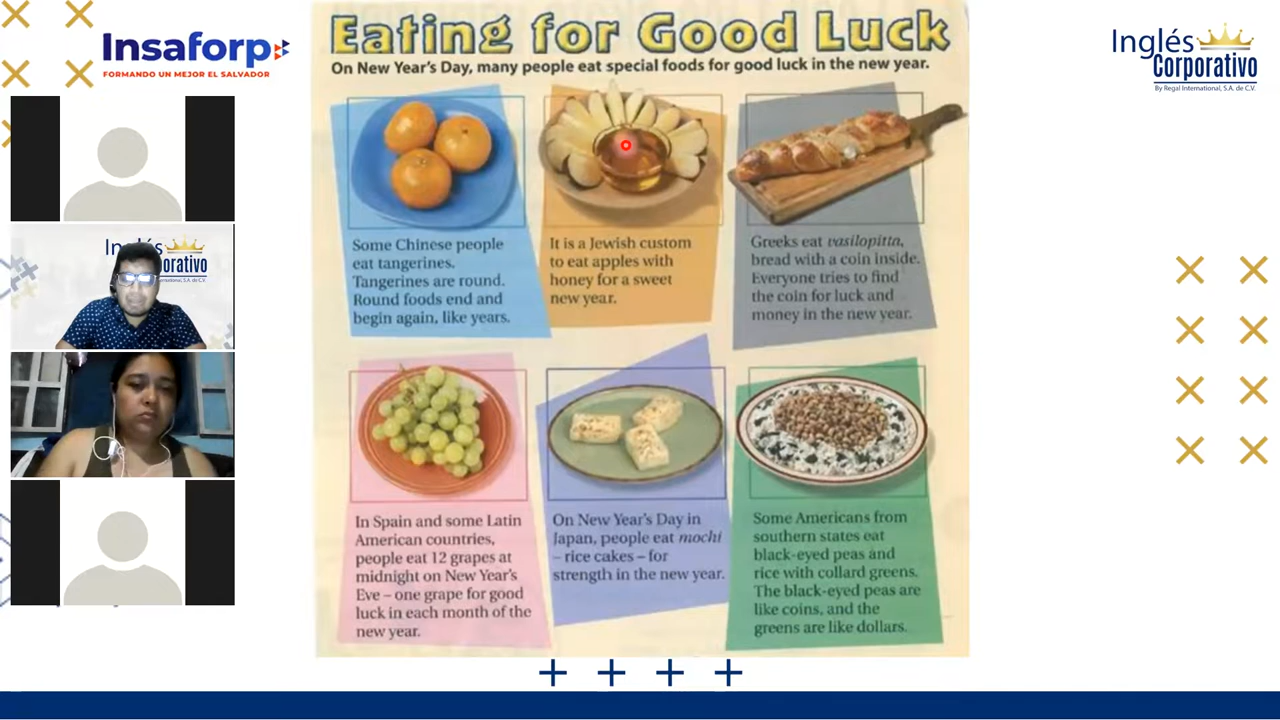 Insaforp
FORMANDO UN MEJOR EL SALVADOR
Inglés
Corporativo
By Regal International, S.A. de C.V.
Eating for Good Luck
On New Year's Day, many people eat special foods for good luck in the new year.
Some Chinese people
eat tangerines.
Tangerines are round.
Round foods end and
begin again, like years.
It is a Jewish custom
to eat apples with
honey for a sweet
new year.
Greeks eat vasilopitta,
bread with a coin inside.
Everyone tries to find
the coin for luck and
money in the new year.
In Spain and some Latin
American countries,
people eat 12 grapes at
midnight on New Year's
Eve – one grape for good
luck in each month of the
new year.
On New Year's Day in
Japan, people eat mochi
– rice cakes – for
strength in the new year.
Some Americans from
southern states eat
black-eyed peas and
rice with collard greens.
The black-eyed peas are
like coins, and the
greens are like dollars.